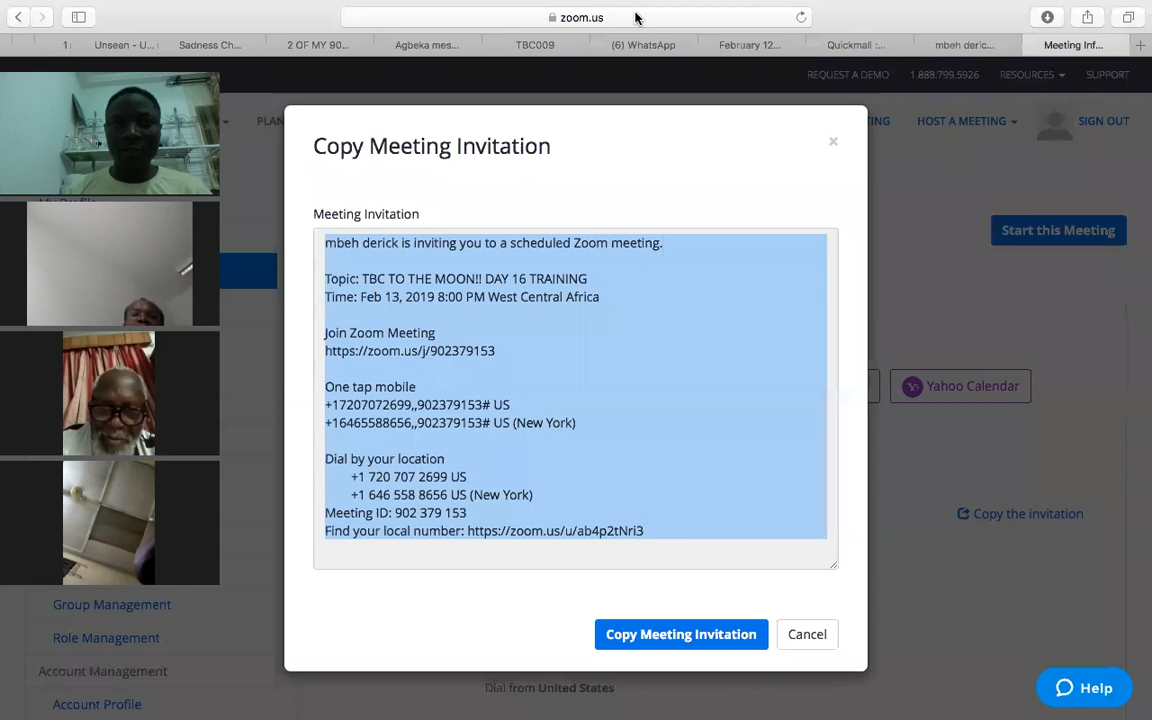 zoom.us
1
Unseen - U...
Sadness Ch...
2 OF MY 90...
Agbeka mes...
TBC009
(6) WhatsApp
February 12...
Quickmail :...
mbeh deric...
Meeting Inf...
REQUEST A DEMO
1.888.799.5926
RESOURCES
SUPPORT
HOST A MEETING
SIGN OUT
Copy Meeting Invitation
Start this Meeting
Meeting Invitation
mbeh derick is inviting you to a scheduled Zoom meeting.
Topic: TBC TO THE MOON!! DAY 16 TRAINING
Time: Feb 13, 2019 8:00 PM West Central Africa
Join Zoom Meeting
https://zoom.us/j/902379153
One tap mobile
+17207072699,,902379153# US
+16465588656,,902379153# US (New York)
Dial by your location
+1 720 707 2699 US
+1 646 558 8656 US (New York)
Meeting ID: 902 379 153
Find your local number: https://zoom.us/u/ab4p2tNri3
Yahoo Calendar
Copy the invitation
Copy Meeting Invitation
Cancel
Group Management
Role Management
Account Management
Account Profile
Dial from United States
Help